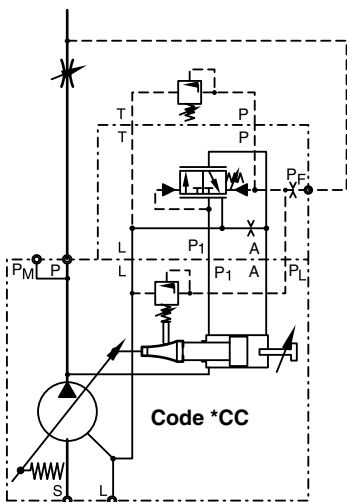 T P
T P
P_F
L P_1 A
P_M P L P_1 A P_L
Code *CC
S L